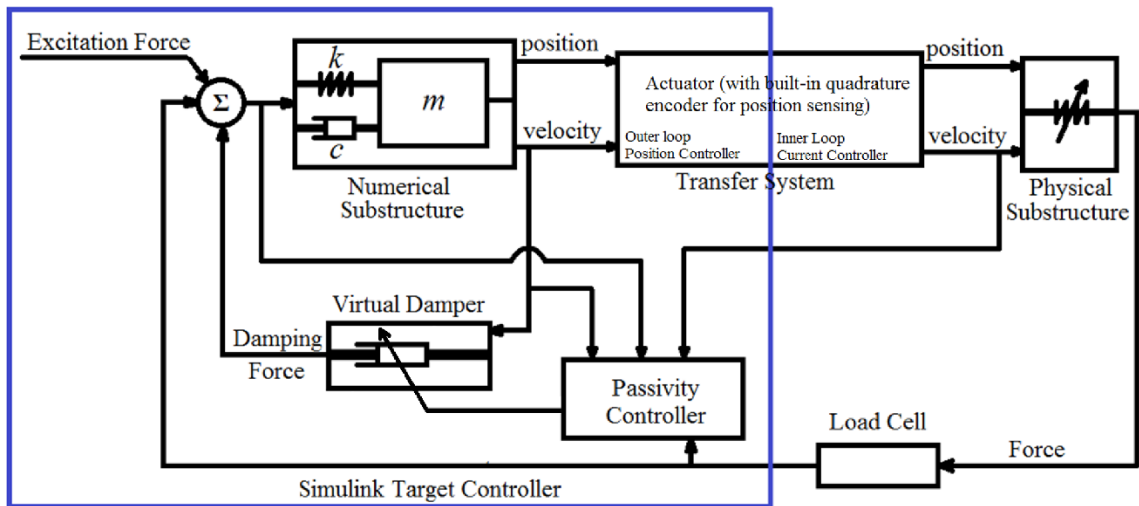 Excitation Force
Σ
k
m
c
Numerical
Substructure
position
velocity
Actuator (with built-in quadrature
encoder for position sensing)
Outer loop
Position Controller
Inner Loop
Current Controller
Transfer System
position
velocity
Physical
Substructure
Virtual Damper
Damping
Force
Passivity
Controller
Load Cell
Force
Simulink Target Controller